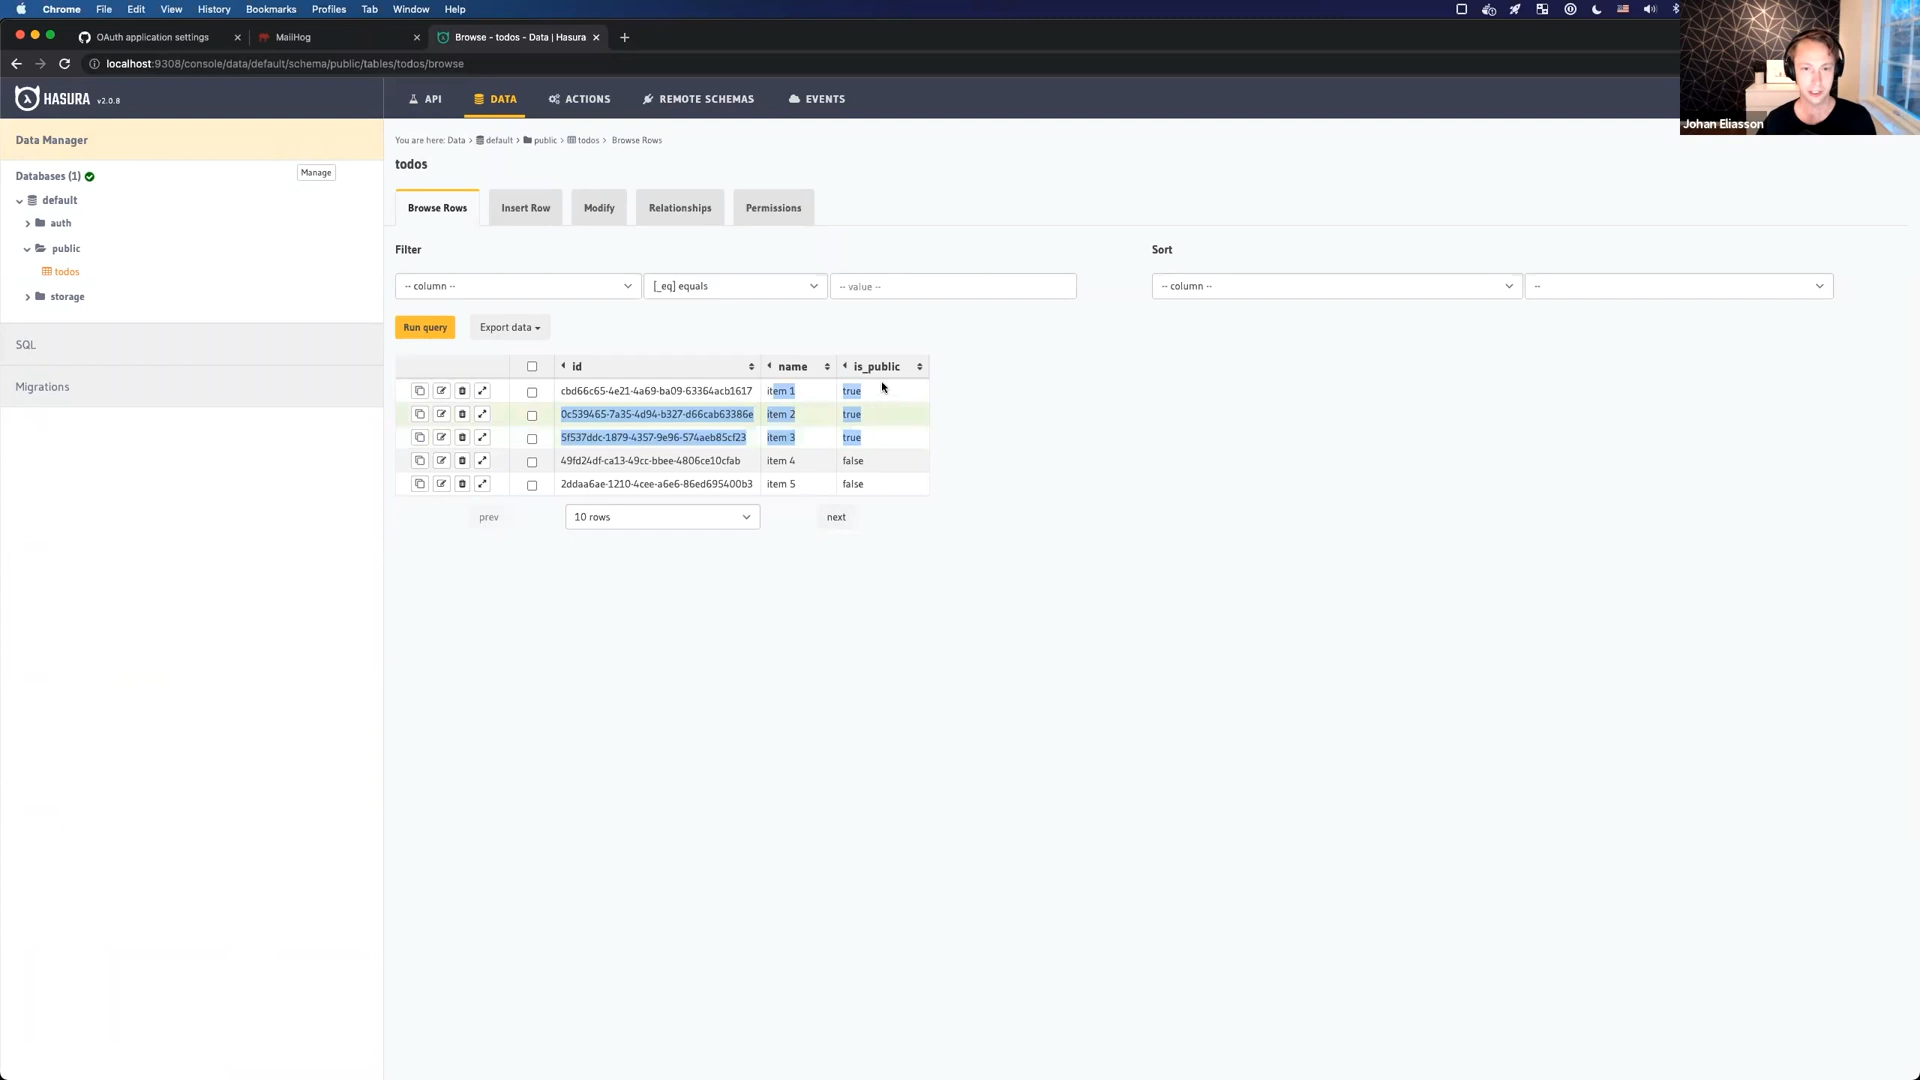 Chrome File Edit View History Bookmarks Profiles Tab Window Help
OAuth application settings MailHog Browse - todos - Data | Hasura
localhost:9308/console/data/default/schema/public/tables/todos/browse
HASURA v2.0.8 API DATA ACTIONS REMOTE SCHEMAS EVENTS
Johan Eliasson
Data Manager
You are here: Data > default > public > todos > Browse Rows
todos
Databases (1) Manage
default
auth
public
todos
storage
SQL
Migrations
Browse Rows Insert Row Modify Relationships Permissions
Filter Sort
-- column -- [_eq] equals -- value -- -- column -- --
Run query Export data
id name is_public
cbd66c65-4e21-4a69-ba09-63364acb1617 item 1 true
0c539465-7a35-4d94-b327-d66cab63386e item 2 true
5f537ddc-1879-4357-9e96-574aeb85cf23 item 3 true
49fd24df-ca13-49cc-bbee-4806ce10cfab item 4 false
2ddaa6ae-1210-4cee-a6e6-86ed695400b3 item 5 false
prev 10 rows next